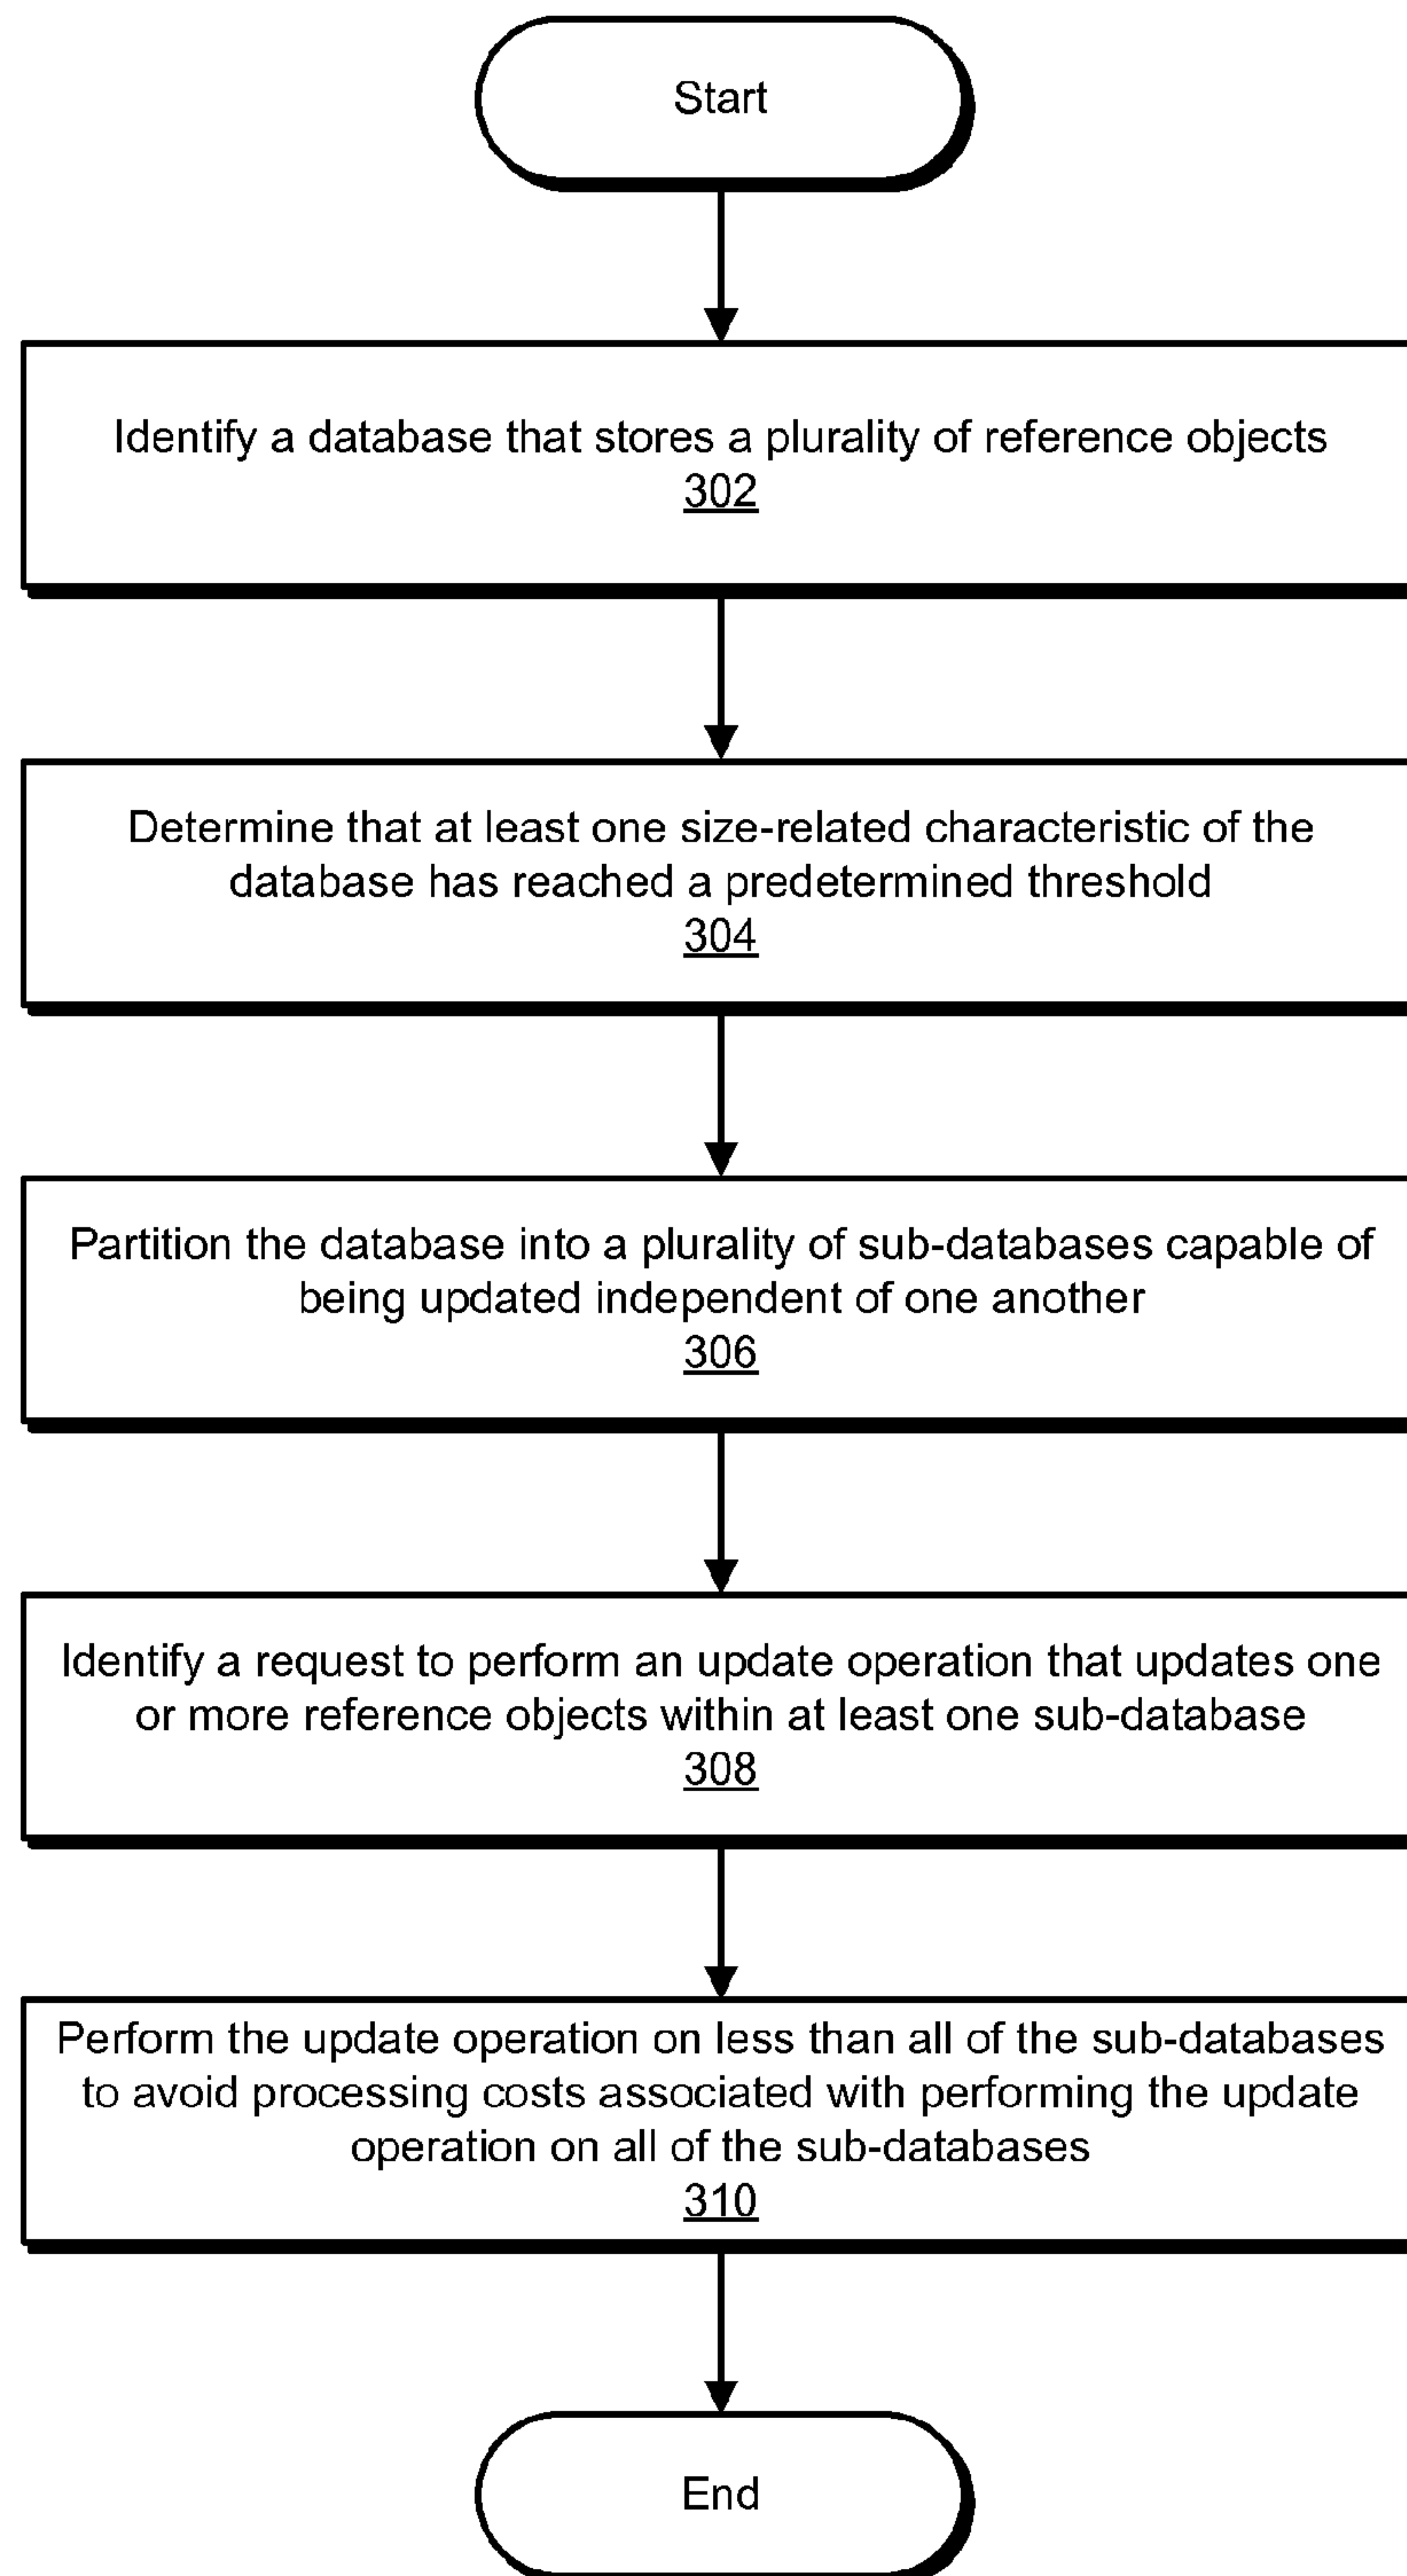 Start
Identify a database that stores a plurality of reference objects
302
Determine that at least one size-related characteristic of the
database has reached a predetermined threshold
304
Partition the database into a plurality of sub-databases capable of
being updated independent of one another
306
Identify a request to perform an update operation that updates one
or more reference objects within at least one sub-database
308
Perform the update operation on less than all of the sub-databases
to avoid processing costs associated with performing the update
operation on all of the sub-databases
310
End